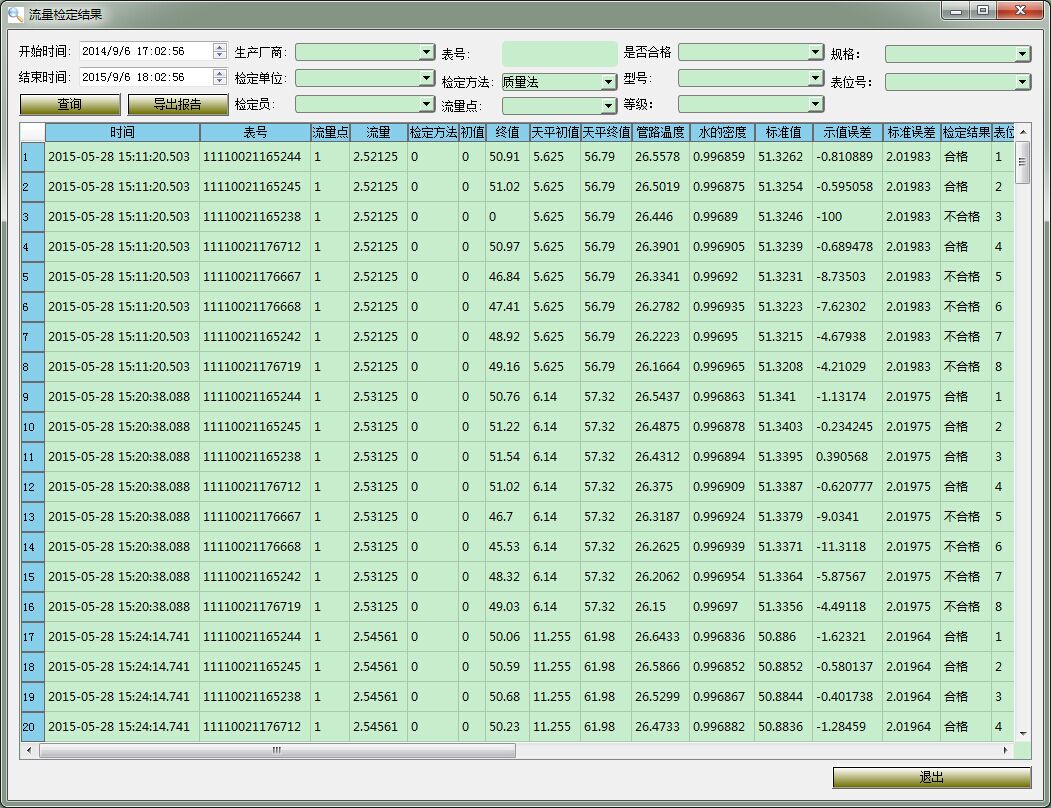 流量检定结果
开始时间: 2014/9/6 17:02:56 生产厂商: 表号: 是否合格 规格:
结束时间: 2015/9/6 18:02:56 检定单位: 检定方法: 质量法 型号: 表位号:
查询 导出报告 检定员: 流量点: 等级:
时间 表号 流量点 流量 检定方法 初值 终值 天平初值 天平终值 管路温度 水的密度 标准值 示值误差 标准误差 检定结果 表位
1 2015-05-28 15:11:20.503 11110021165244 1 2.52125 0 0 50.91 5.625 56.79 26.5578 0.996859 51.3262 -0.810889 2.01983 合格 1
2 2015-05-28 15:11:20.503 11110021165245 1 2.52125 0 0 51.02 5.625 56.79 26.5019 0.996875 51.3254 -0.595058 2.01983 合格 2
3 2015-05-28 15:11:20.503 11110021165238 1 2.52125 0 0 0 5.625 56.79 26.446 0.99689 51.3246 -100 2.01983 不合格 3
4 2015-05-28 15:11:20.503 11110021176712 1 2.52125 0 0 50.97 5.625 56.79 26.3901 0.996905 51.3239 -0.689478 2.01983 合格 4
5 2015-05-28 15:11:20.503 11110021176667 1 2.52125 0 0 46.84 5.625 56.79 26.3341 0.99692 51.3231 -8.73503 2.01983 不合格 5
6 2015-05-28 15:11:20.503 11110021176668 1 2.52125 0 0 47.41 5.625 56.79 26.2782 0.996935 51.3223 -7.62302 2.01983 不合格 6
7 2015-05-28 15:11:20.503 11110021165242 1 2.52125 0 0 48.92 5.625 56.79 26.2223 0.99695 51.3215 -4.67938 2.01983 不合格 7
8 2015-05-28 15:11:20.503 11110021176719 1 2.52125 0 0 49.16 5.625 56.79 26.1664 0.996965 51.3208 -4.21029 2.01983 不合格 8
9 2015-05-28 15:20:38.088 11110021165244 1 2.53125 0 0 50.76 6.14 57.32 26.5437 0.996863 51.341 -1.13174 2.01975 合格 1
10 2015-05-28 15:20:38.088 11110021165245 1 2.53125 0 0 51.22 6.14 57.32 26.4875 0.996878 51.3403 -0.234245 2.01975 合格 2
11 2015-05-28 15:20:38.088 11110021165238 1 2.53125 0 0 51.54 6.14 57.32 26.4312 0.996894 51.3395 0.390568 2.01975 合格 3
12 2015-05-28 15:20:38.088 11110021176712 1 2.53125 0 0 51.02 6.14 57.32 26.375 0.996909 51.3387 -0.620777 2.01975 合格 4
13 2015-05-28 15:20:38.088 11110021176667 1 2.53125 0 0 46.7 6.14 57.32 26.3187 0.996924 51.3379 -9.0341 2.01975 不合格 5
14 2015-05-28 15:20:38.088 11110021176668 1 2.53125 0 0 45.53 6.14 57.32 26.2625 0.996939 51.3371 -11.3118 2.01975 不合格 6
15 2015-05-28 15:20:38.088 11110021165242 1 2.53125 0 0 48.32 6.14 57.32 26.2062 0.996954 51.3364 -5.87567 2.01975 不合格 7
16 2015-05-28 15:20:38.088 11110021176719 1 2.53125 0 0 49.03 6.14 57.32 26.15 0.99697 51.3356 -4.49118 2.01975 不合格 8
17 2015-05-28 15:24:14.741 11110021165244 1 2.54561 0 0 50.06 11.255 61.98 26.6433 0.996836 50.886 -1.62321 2.01964 合格 1
18 2015-05-28 15:24:14.741 11110021165245 1 2.54561 0 0 50.59 11.255 61.98 26.5866 0.996852 50.8852 -0.580137 2.01964 合格 2
19 2015-05-28 15:24:14.741 11110021165238 1 2.54561 0 0 50.68 11.255 61.98 26.5299 0.996867 50.8844 -0.401738 2.01964 合格 3
20 2015-05-28 15:24:14.741 11110021176712 1 2.54561 0 0 50.23 11.255 61.98 26.4733 0.996882 50.8836 -1.28459 2.01964 合格 4
退出